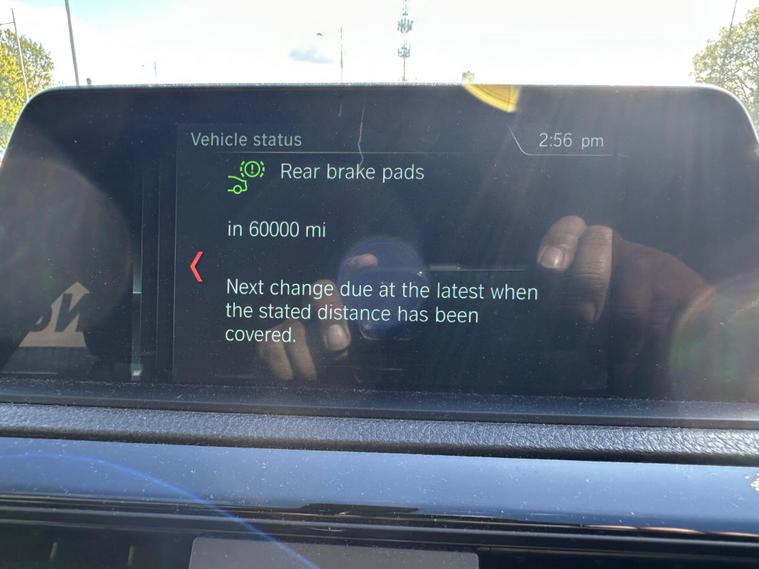 Vehicle status
2:56 pm
Rear brake pads
in 60000 mi
Next change due at the latest when
the stated distance has been
covered.